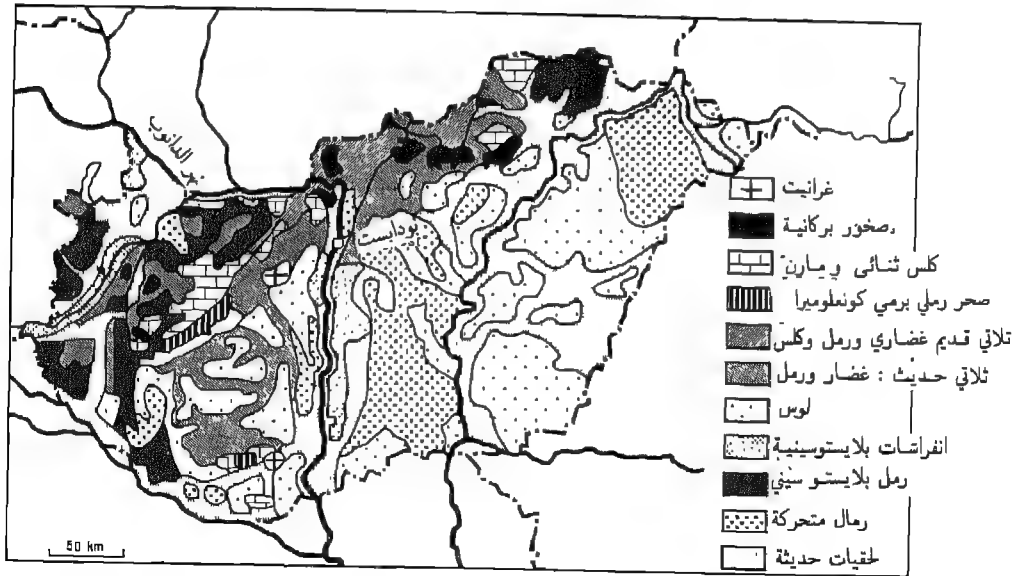 نهر الدانوب
بودابست
غرانيت
صخور بركانية
كلس ثنائي ومارن
صحر رملي برمي كونغلوميرا
ثلاثي قديم غضاري ورمل وكلس
ثلاثي حديث : غضار ورمل
لوس
انفراشات بلايستوسينية
رمل بلايستوسيني
رمال متحركة
لحقيات حديثة
50 km